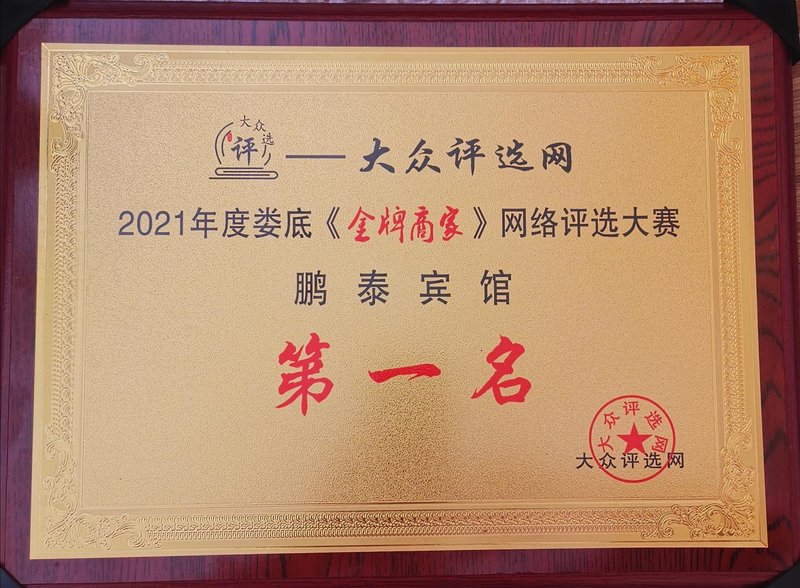 大众评选
——大众评选网
2021年度娄底《金牌商家》网络评选大赛
鹏泰宾馆
第一名
大众评选网
大众评选网